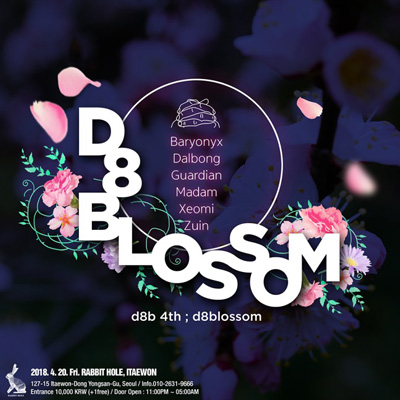 D8
BLOSSOM
Baryonyx
Dalbong
Guardian
Madam
Xeomi
Zuin
d8b 4th ; d8blossom
2018. 4. 20. Fri. RABBIT HOLE, ITAEWON
127-15 Itaewon-Dong Yongsan-Gu, Seoul / Info.010-2631-9666
Entrance 10,000 KRW (+1free) / Door Open : 11:00PM ~ 05:00AM